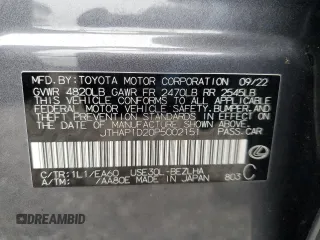 MFD.BY:TOYOTA MOTOR CORPORATION 09/22
GVWR 4820LB GAWR FR 2470LB RR 2545LB
THIS VEHICLE CONFORMS TO ALL APPLICABLE
FEDERAL MOTOR VEHICLE SAFETY, BUMPER, AND
THEFT PREVENTION STANDARDS IN EFFECT ON
THE DATE OF MANUFACTURE SHOWN ABOVE.
JTHAP1D20P5002151 PASS-CAR
C/TR:1L1/EA60 USE30L-BEZLHA
A/TM: /AA80E MADE IN JAPAN 803 C
© DRIVEBIDAMID